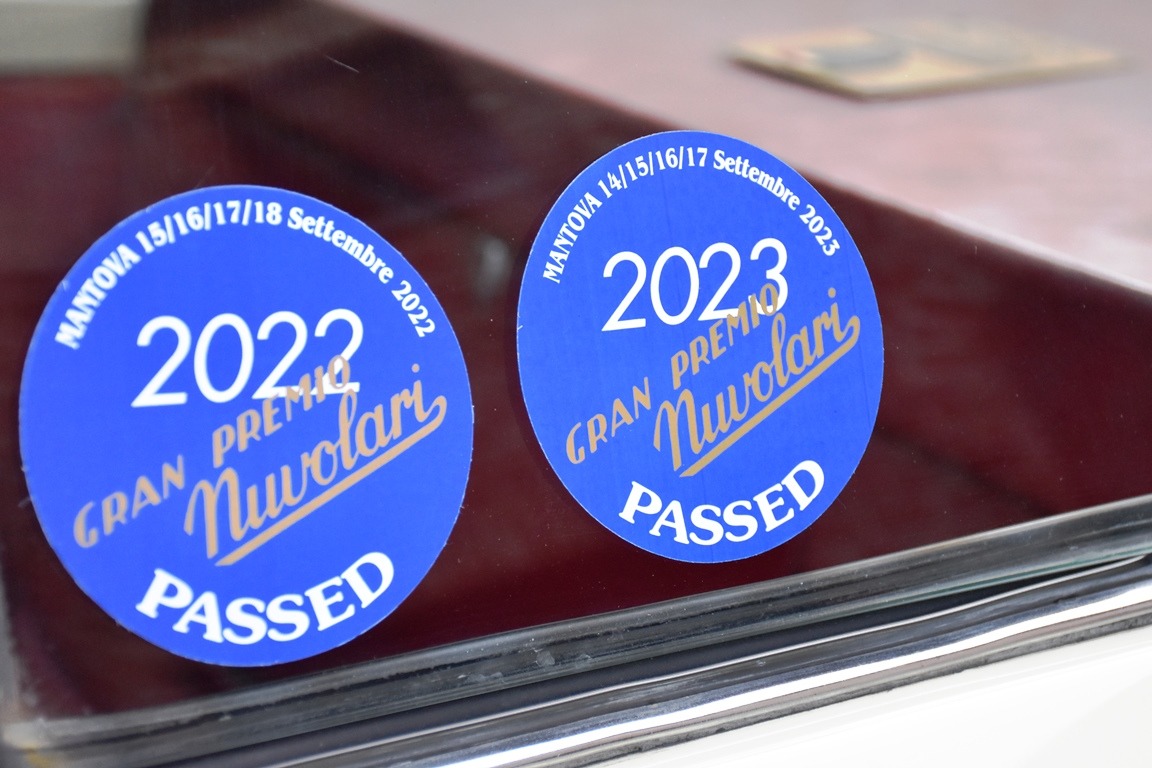 MANTOVA 15/16/17/18 Settembre 2022
2022
GRAN PREMIO
Nuvolari
PASSED
MANTOVA 14/15/16/17 Settembre 2023
2023
GRAN PREMIO
Nuvolari
PASSED